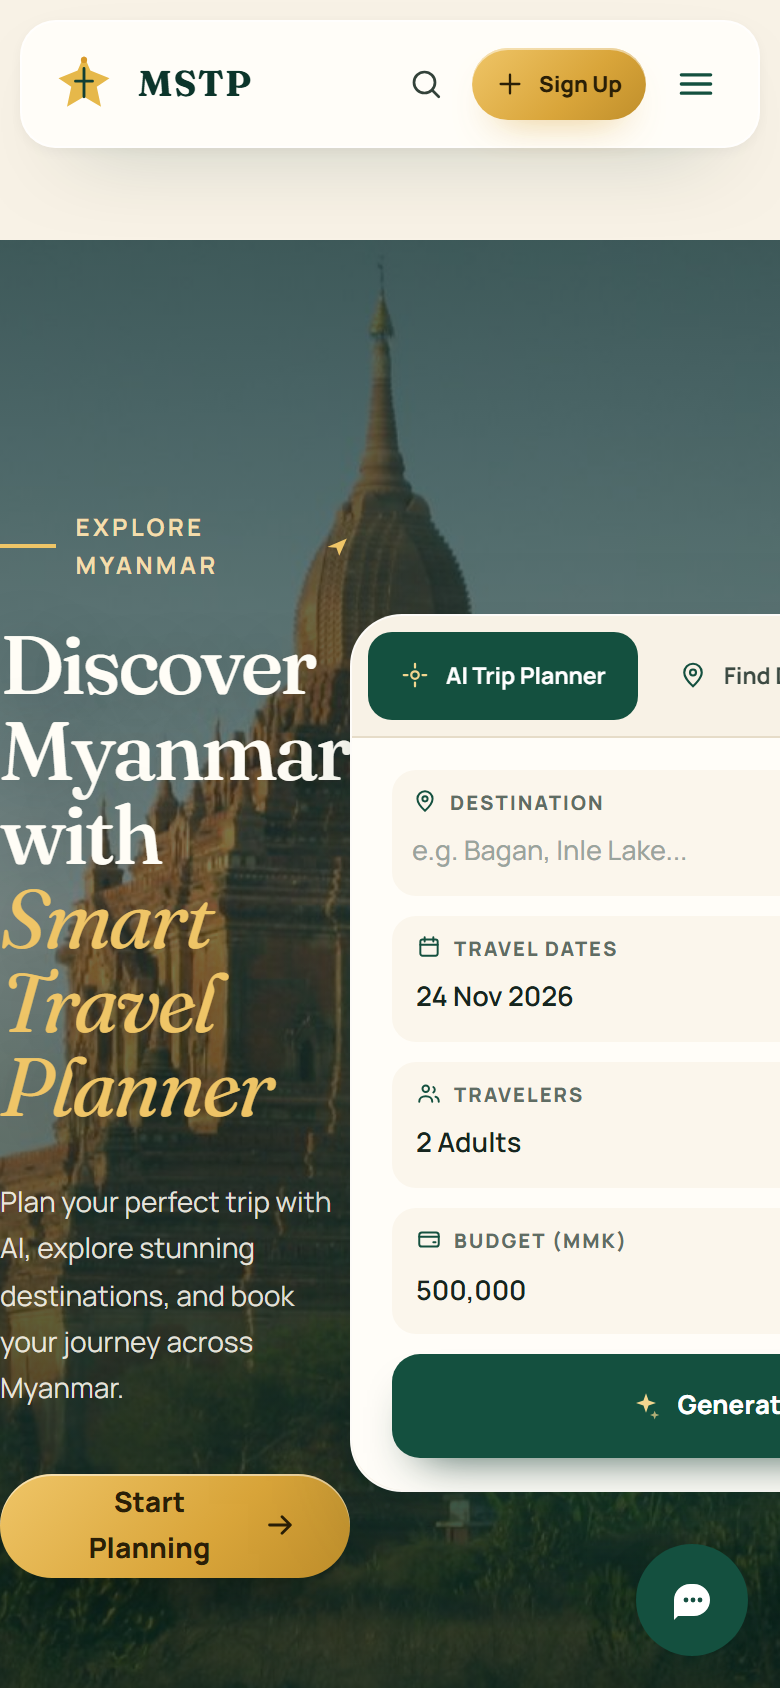 MSTP
Sign Up
EXPLORE
MYANMAR
Discover
Myanmar
with
Smart
Travel
Planner
Plan your perfect trip with
AI, explore stunning
destinations, and book
your journey across
Myanmar.
Start
Planning
AI Trip Planner
Find
DESTINATION
e.g. Bagan, Inle Lake...
TRAVEL DATES
24 Nov 2026
TRAVELERS
2 Adults
BUDGET (MMK)
500,000